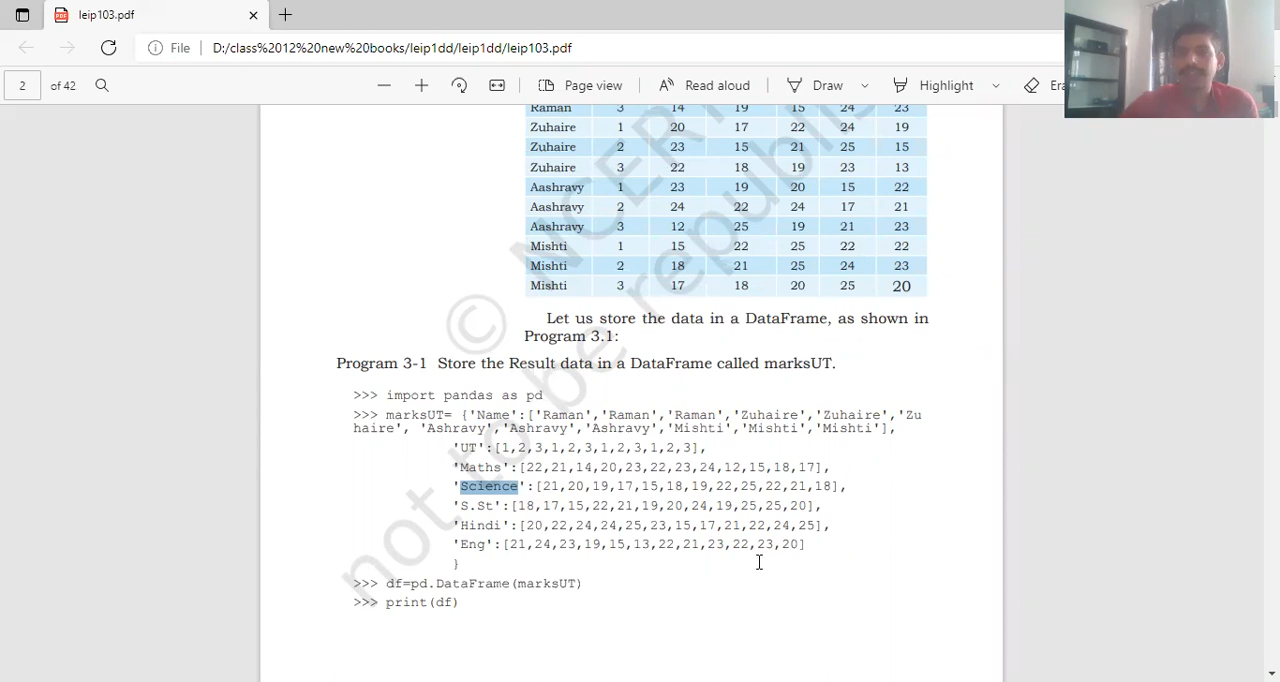 leip103.pdf
File D:/class%2012%20new%20books/leip1dd/leip1dd/leip103.pdf
2 of 42 Page view Read aloud Draw Highlight Era
Raman 3 14 19 15 24 23
Zuhaire 1 20 17 22 24 19
Zuhaire 2 23 15 21 25 15
Zuhaire 3 22 18 19 23 13
Aashravy 1 23 19 20 15 22
Aashravy 2 24 22 24 17 21
Aashravy 3 12 25 19 21 23
Mishti 1 15 22 25 22 22
Mishti 2 18 21 25 24 23
Mishti 3 17 18 20 25 20
Let us store the data in a DataFrame, as shown in
Program 3.1:
Program 3-1 Store the Result data in a DataFrame called marksUT.
>>> import pandas as pd
>>> marksUT= {'Name':['Raman','Raman','Raman','Zuhaire','Zuhaire','Zu
haire', 'Ashravy','Ashravy','Ashravy','Mishti','Mishti','Mishti'],
'UT':[1,2,3,1,2,3,1,2,3,1,2,3],
'Maths':[22,21,14,20,23,22,23,24,12,15,18,17],
'Science':[21,20,19,17,15,18,19,22,25,22,21,18],
'S.St':[18,17,15,22,21,19,20,24,19,25,25,20],
'Hindi':[20,22,24,24,25,23,15,17,21,22,24,25],
'Eng':[21,24,23,19,15,13,22,21,23,22,23,20]
}
>>> df=pd.DataFrame(marksUT)
>>> print(df)
© NCERT
not to be republis